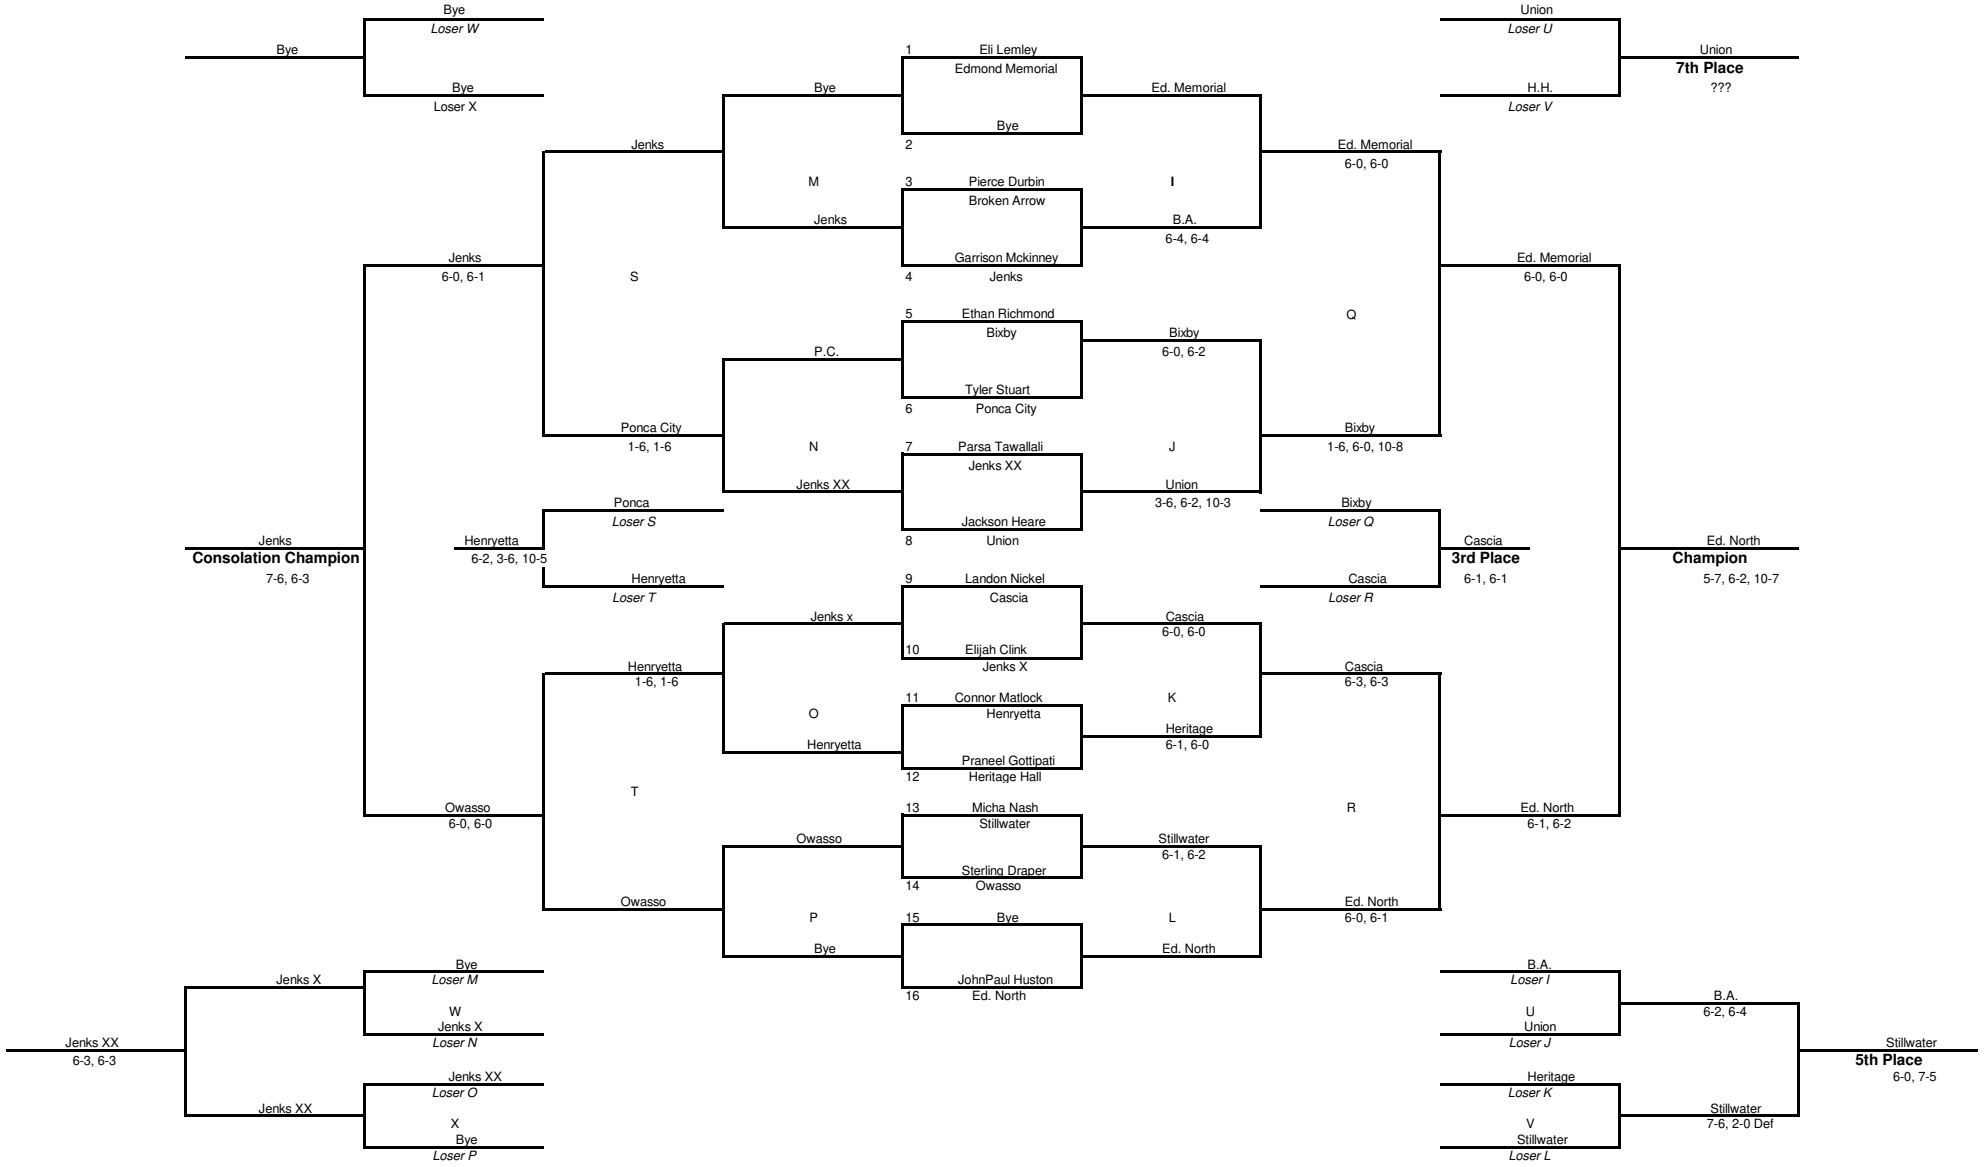 Bye
Loser W
Bye
Bye
Loser X
Union
Loser U
Union
7th Place
???
H.H.
Loser V
1 Eli Lemley
Edmond Memorial
Bye
2
3 Pierce Durbin
Broken Arrow
Garrison Mckinney
4 Jenks
5 Ethan Richmond
Bixby
Tyler Stuart
6 Ponca City
7 Parsa Tawallali
Jenks XX
Jackson Heare
8 Union
9 Landon Nickel
Cascia
10 Elijah Clink
Jenks X
11 Connor Matlock
Henryetta
Praneel Gottipati
12 Heritage Hall
13 Micha Nash
Stillwater
Sterling Draper
14 Owasso
15 Bye
JohnPaul Huston
16 Ed. North
Ed. Memorial
I
B.A.
6-4, 6-4
Bixby
6-0, 6-2
J
Union
3-6, 6-2, 10-3
Cascia
6-0, 6-0
K
Heritage
6-1, 6-0
Stillwater
6-1, 6-2
L
Ed. North
Ed. Memorial
6-0, 6-0
Q
Bixby
1-6, 6-0, 10-8
Bixby
Loser Q
Cascia
Loser R
Cascia
3rd Place
6-1, 6-1
Cascia
6-3, 6-3
R
Ed. North
6-0, 6-1
Ed. Memorial
6-0, 6-0
Ed. North
6-1, 6-2
Ed. North
Champion
5-7, 6-2, 10-7
Bye
M
Jenks
P.C.
N
Jenks XX
Jenks x
O
Henryetta
Owasso
P
Bye
Jenks
S
Ponca City
1-6, 1-6
Ponca
Loser S
Henryetta
6-2, 3-6, 10-5
Henryetta
Loser T
Henryetta
1-6, 1-6
T
Owasso
Jenks
6-0, 6-1
Owasso
6-0, 6-0
Jenks
Consolation Champion
7-6, 6-3
Bye
Loser M
Jenks X
W
Jenks X
Loser N
Jenks XX
6-3, 6-3
Jenks XX
Loser O
Jenks XX
X
Bye
Loser P
B.A.
Loser I
B.A.
6-2, 6-4
U
Union
Loser J
Stillwater
5th Place
6-0, 7-5
Heritage
Loser K
Stillwater
7-6, 2-0 Def
V
Stillwater
Loser L